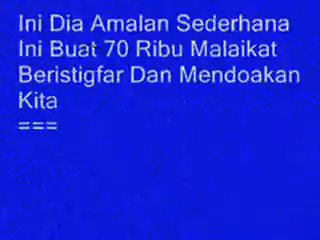 Ini Dia Amalan Sederhana
Ini Buat 70 Ribu Malaikat
Beristigfar Dan Mendoakan
Kita
===